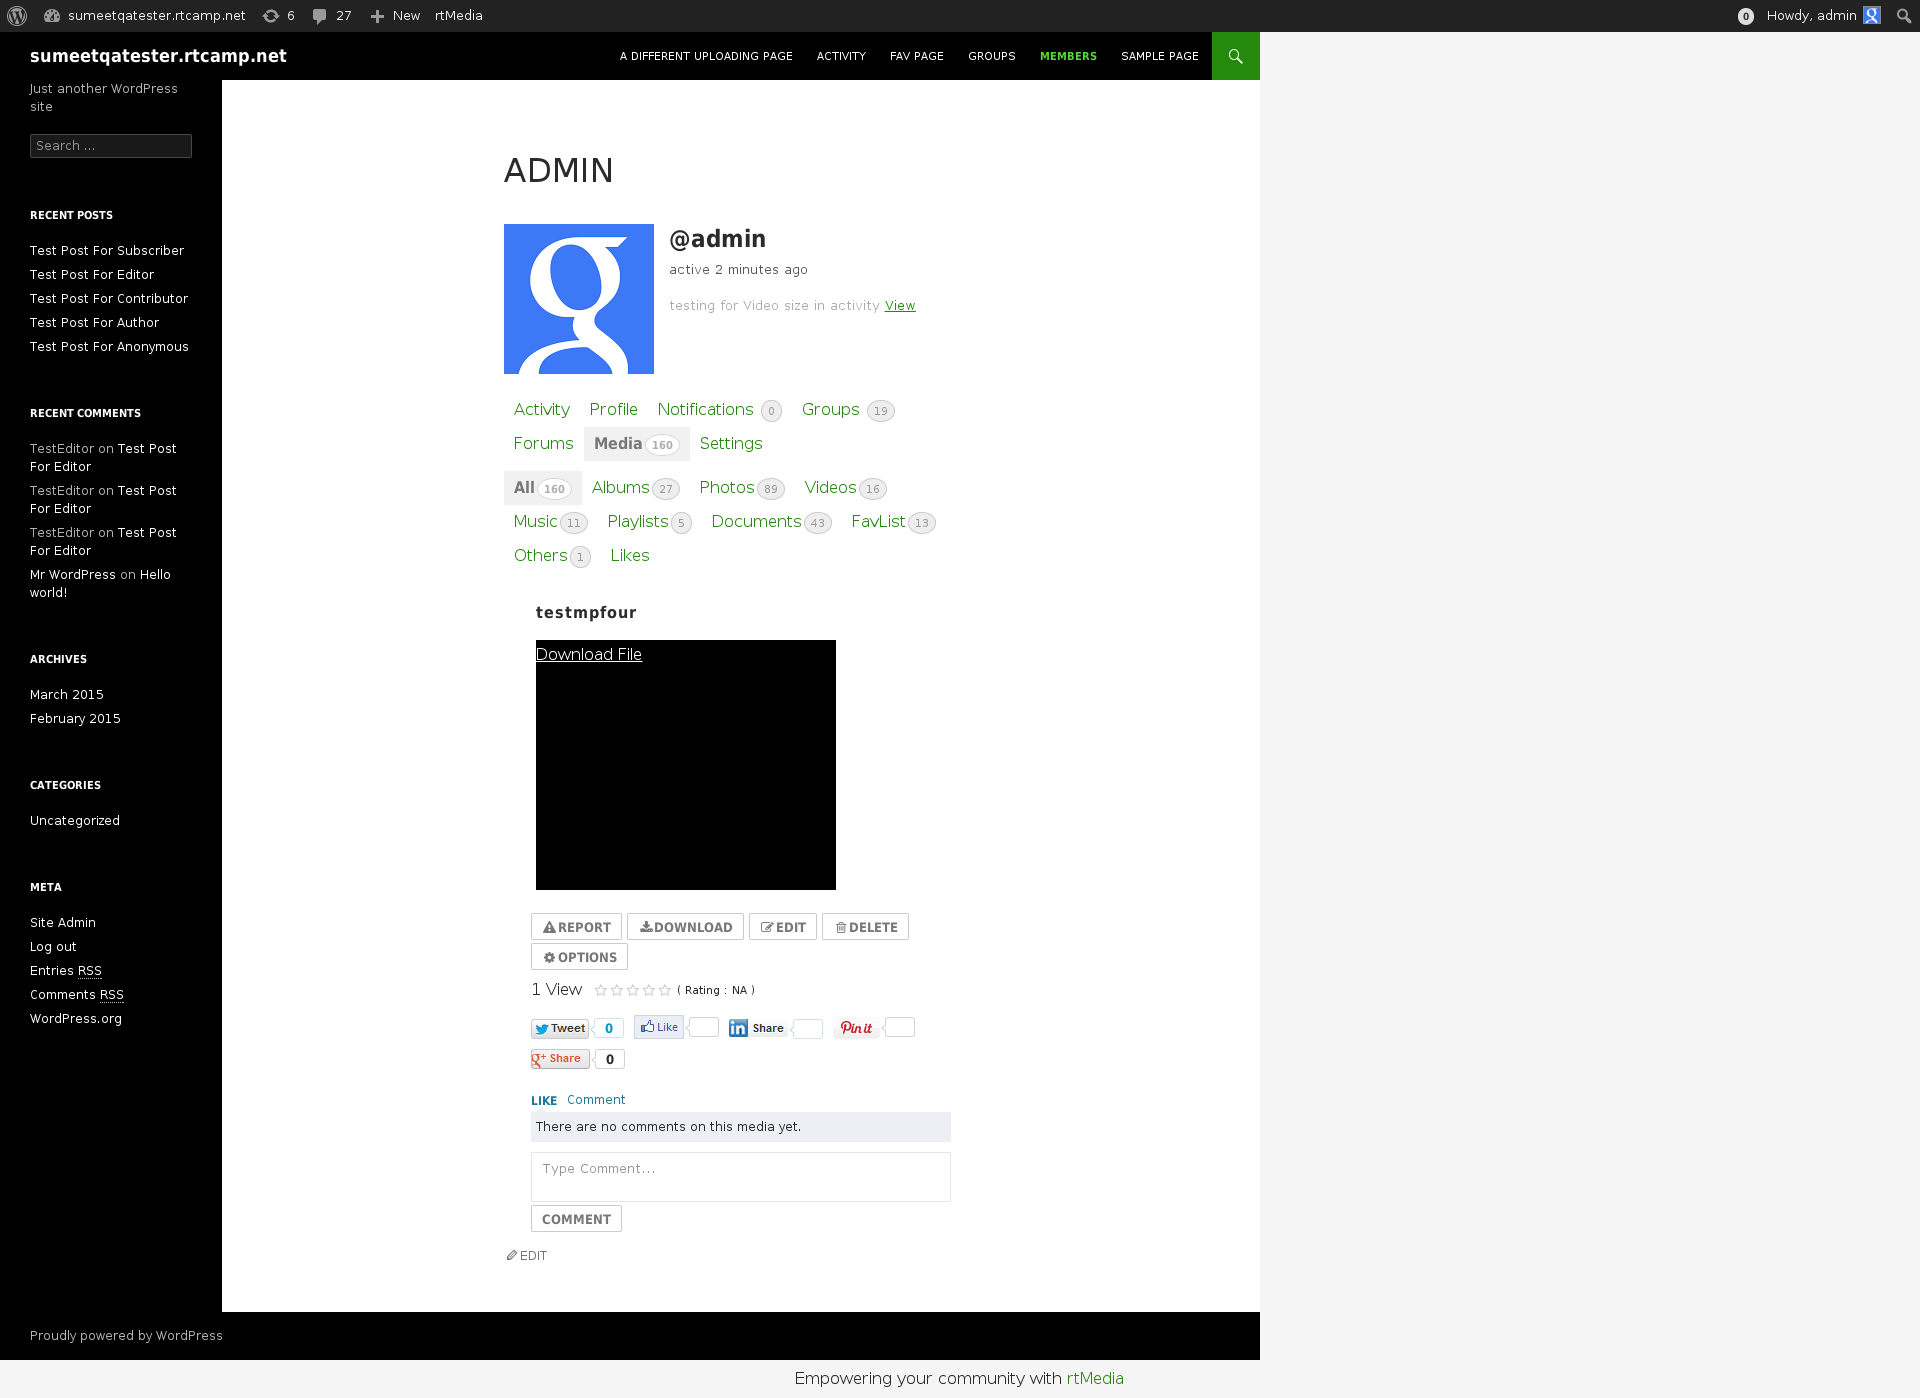 sumeetqatester.rtcamp.net 6 27 New rtMedia 0 Howdy, admin
sumeetqatester.rtcamp.net A DIFFERENT UPLOADING PAGE ACTIVITY FAV PAGE GROUPS MEMBERS SAMPLE PAGE
Just another WordPress
site
Search ...
RECENT POSTS
Test Post For Subscriber
Test Post For Editor
Test Post For Contributor
Test Post For Author
Test Post For Anonymous
RECENT COMMENTS
TestEditor on Test Post
For Editor
TestEditor on Test Post
For Editor
TestEditor on Test Post
For Editor
Mr WordPress on Hello
world!
ARCHIVES
March 2015
February 2015
CATEGORIES
Uncategorized
META
Site Admin
Log out
Entries RSS
Comments RSS
WordPress.org
ADMIN
g
@admin
active 2 minutes ago
testing for Video size in activity View
Activity Profile Notifications 0 Groups 19
Forums Media 160 Settings
All 160 Albums 27 Photos 89 Videos 16
Music 11 Playlists 5 Documents 43 FavList 13
Others 1 Likes
testmpfour
Download File
REPORT DOWNLOAD EDIT DELETE
OPTIONS
1 View ( Rating : NA )
Tweet 0 Like in Share Pin it
g+ Share 0
LIKE Comment
There are no comments on this media yet.
Type Comment...
COMMENT
EDIT
Proudly powered by WordPress
Empowering your community with rtMedia